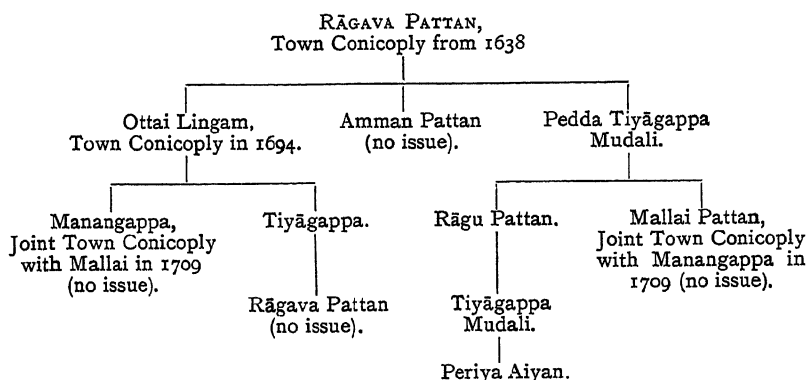 RĀGAVA PATTAN,
Town Conicoply from 1638
Ottai Lingam,
Town Conicoply in 1694.
Amman Pattan
(no issue).
Pedda Tiyāgappa
Mudali.
Manangappa,
Joint Town Conicoply
with Mallai in 1709
(no issue).
Tiyāgappa.
Rāgu Pattan.
Mallai Pattan,
Joint Town Conicoply
with Manangappa in
1709 (no issue).
Rāgava Pattan
(no issue).
Tiyāgappa
Mudali.
Periya Aiyan.